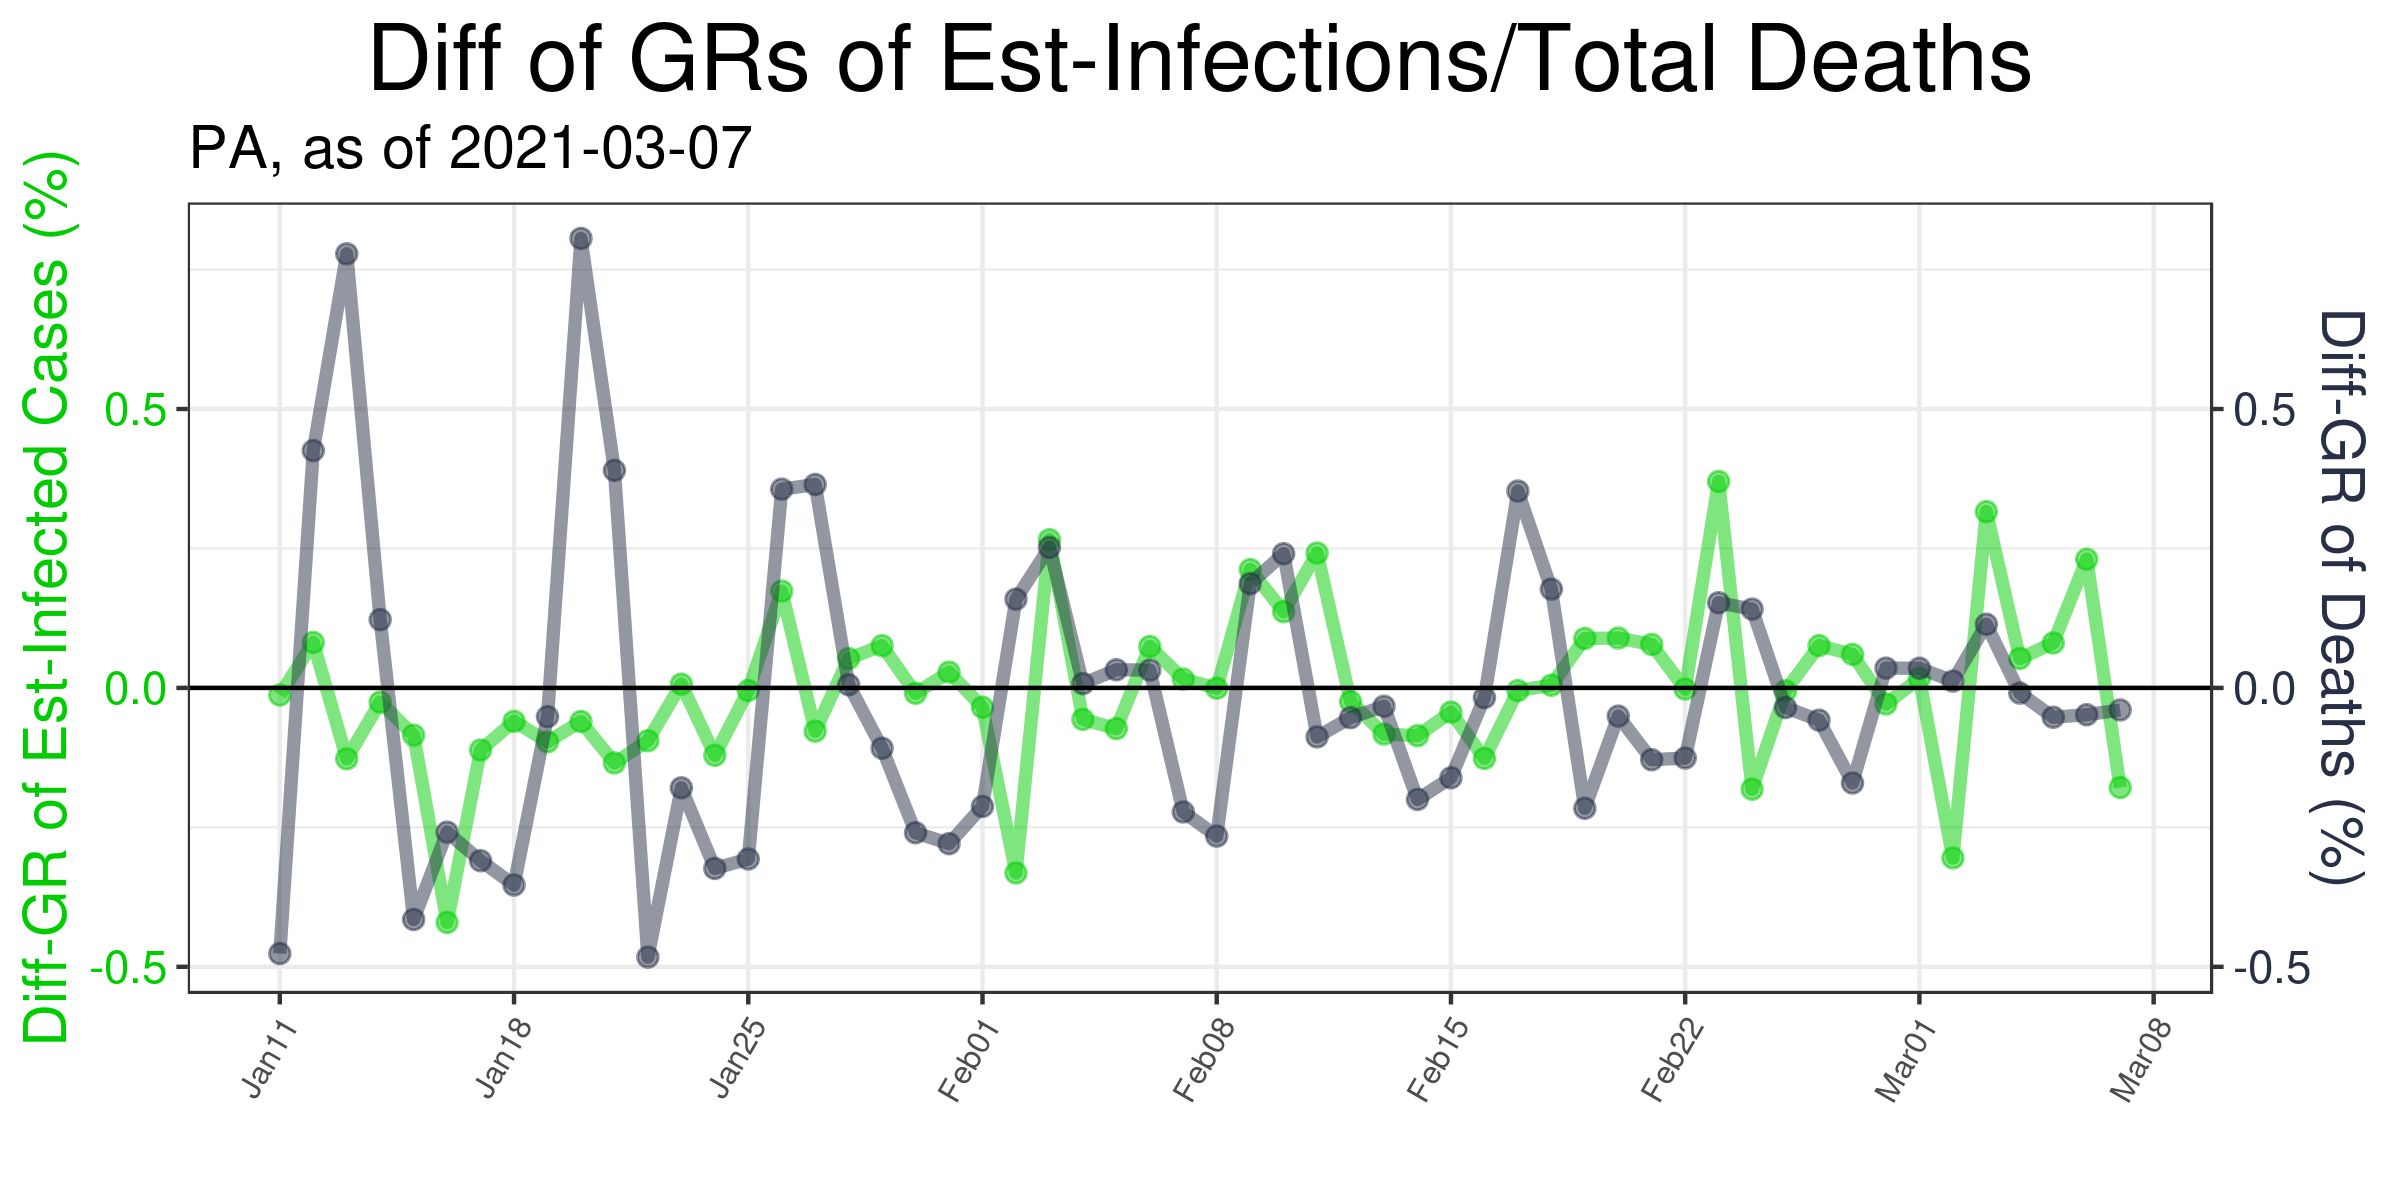 Diff of GRs of Est-Infections/Total Deaths
PA, as of 2021-03-07
Diff-GR of Est-Infected Cases (%)
0.5
0.0
-0.5
0.5
0.0
-0.5
Diff-GR of Deaths (%)
Jan11
Jan18
Jan25
Feb01
Feb08
Feb15
Feb22
Mar01
Mar08